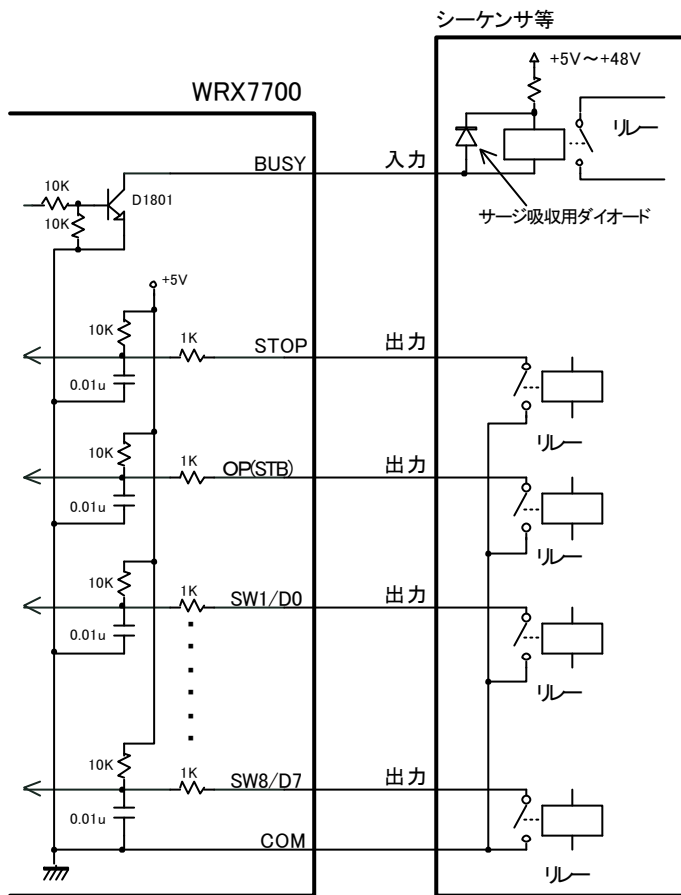 シーケンサ等
+5V～+48V
WRX7700
リレー
BUSY
入力
10K
D1801
10K
サージ吸収用ダイオード
+5V
10K
1K
STOP
出力
0.01u
リレー
10K
1K
OP(STB)
出力
0.01u
リレー
10K
1K
SW1/D0
出力
0.01u
リレー
10K
1K
SW8/D7
出力
0.01u
COM
リレー